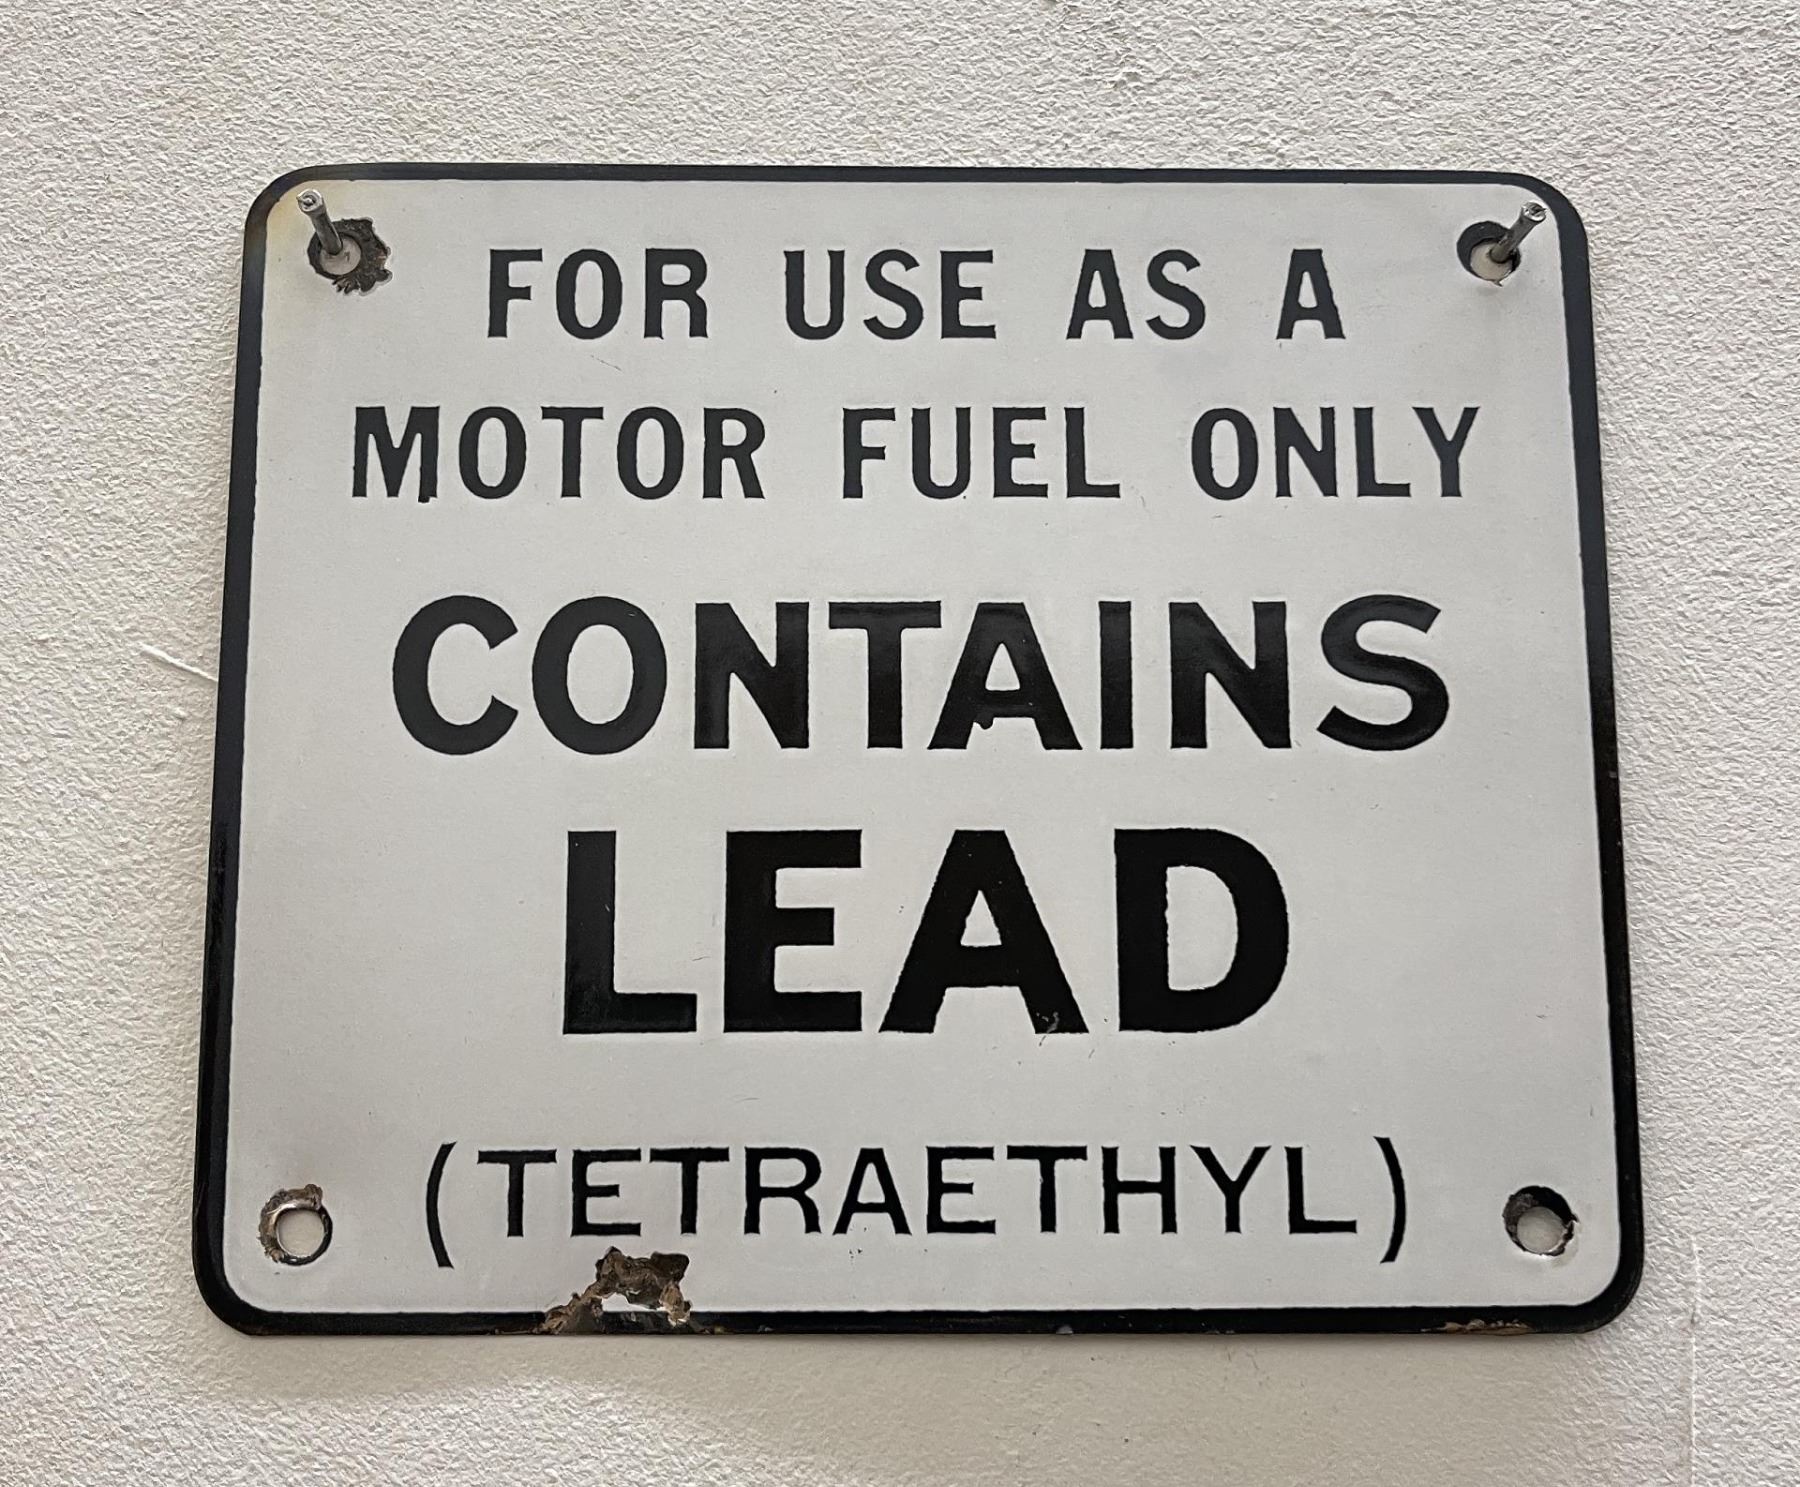 FOR USE AS A
MOTOR FUEL ONLY
CONTAINS
LEAD
(TETRAETHYL)